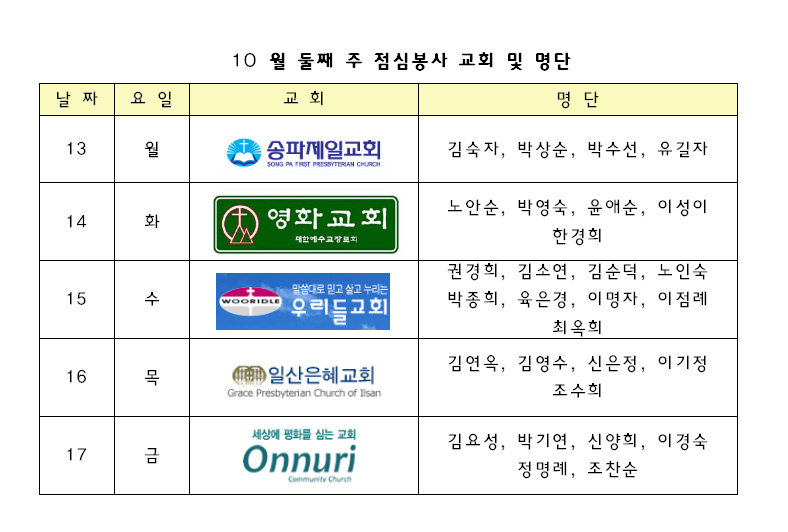 10 월 둘째 주 점심봉사 교회 및 명단
날 짜 요 일 교 회 명 단
13 월 송파제일교회 김숙자, 박상순, 박수선, 유길자
SONG PA FIRST PRESBYTERIAN CHURCH
14 화 영화교회 노안순, 박영숙, 윤애순, 이성이
대한예수교장로회 한경희
15 수 WOORIDLE 말씀대로 믿고 살고 누리는 권경희, 김소연, 김순덕, 노인숙
우리들교회 박종희, 육은경, 이명자, 이점례
최옥희
16 목 일산은혜교회 김연옥, 김영수, 신은정, 이기정
Grace Presbyterian Church of Ilsan 조수희
17 금 세상에 평화를 심는 교회 김요성, 박기연, 신양희, 이경숙
Onnuri 정명례, 조찬순
Community Church